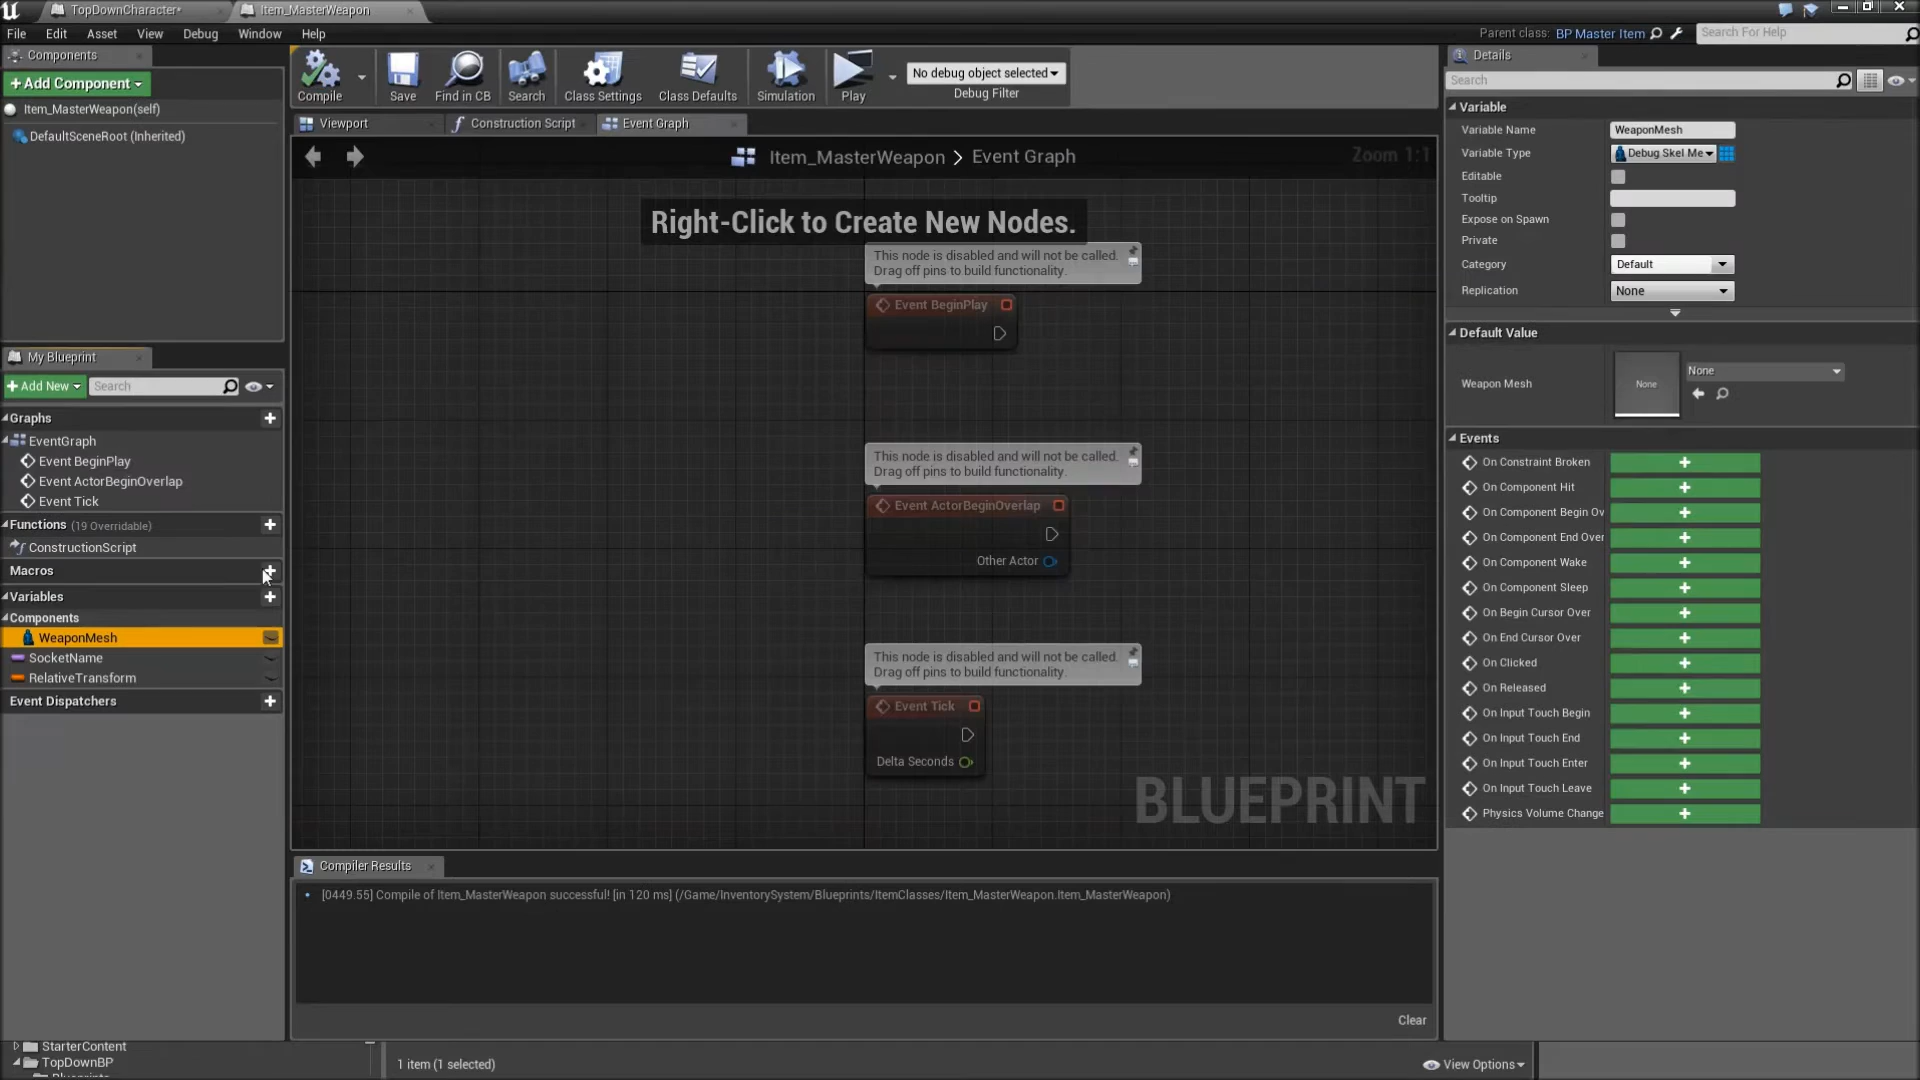 TopDownCharacter*
Item_MasterWeapon
File Edit Asset View Debug Window Help
Parent class: BP Master Item
Search For Help
Components
+Add Component
Item_MasterWeapon(self)
DefaultSceneRoot (Inherited)
Compile
Save
Find in CB
Search
Class Settings
Class Defaults
Simulation
Play
No debug object selected
Debug Filter
Viewport
Construction Script
Event Graph
Item_MasterWeapon > Event Graph
Zoom 1:1
Right-Click to Create New Nodes.
This node is disabled and will not be called.
Drag off pins to build functionality.
Event BeginPlay
This node is disabled and will not be called.
Drag off pins to build functionality.
Event ActorBeginOverlap
Other Actor
This node is disabled and will not be called.
Drag off pins to build functionality.
Event Tick
Delta Seconds
BLUEPRINT
My Blueprint
+Add New
Search
Graphs
EventGraph
Event BeginPlay
Event ActorBeginOverlap
Event Tick
Functions (19 Overridable)
ConstructionScript
Macros
Variables
Components
WeaponMesh
SocketName
RelativeTransform
Event Dispatchers
Compiler Results
[0449.55] Compile of Item_MasterWeapon successful! [in 120 ms] (/Game/InventorySystem/Blueprints/ItemClasses/Item_MasterWeapon.Item_MasterWeapon)
Clear
StarterContent
TopDownBP
1 item (1 selected)
View Options
Details
Search
Variable
Variable Name WeaponMesh
Variable Type Debug Skel Me
Editable
Tooltip
Expose on Spawn
Private
Category Default
Replication None
Default Value
Weapon Mesh
None
None
Events
On Constraint Broken
On Component Hit
On Component Begin Ov
On Component End Over
On Component Wake
On Component Sleep
On Begin Cursor Over
On End Cursor Over
On Clicked
On Released
On Input Touch Begin
On Input Touch End
On Input Touch Enter
On Input Touch Leave
Physics Volume Change